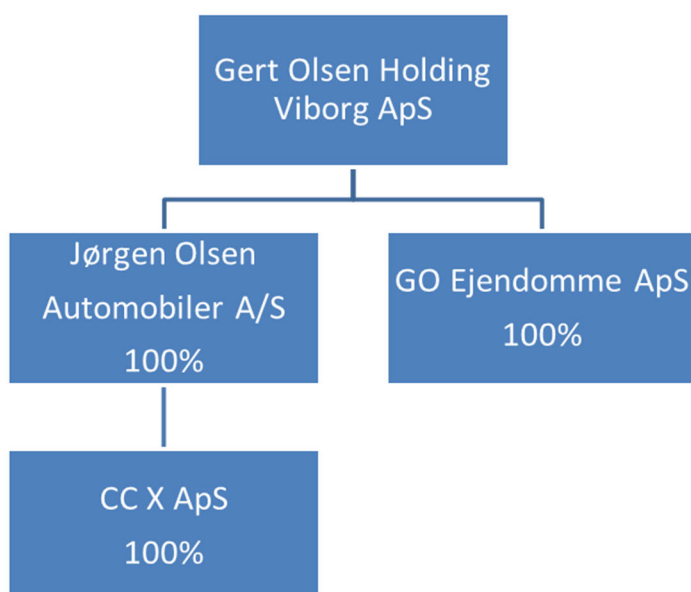 Gert Olsen Holding
Viborg ApS
Jørgen Olsen
Automobiler A/S
100%
GO Ejendomme ApS
100%
CC X ApS
100%